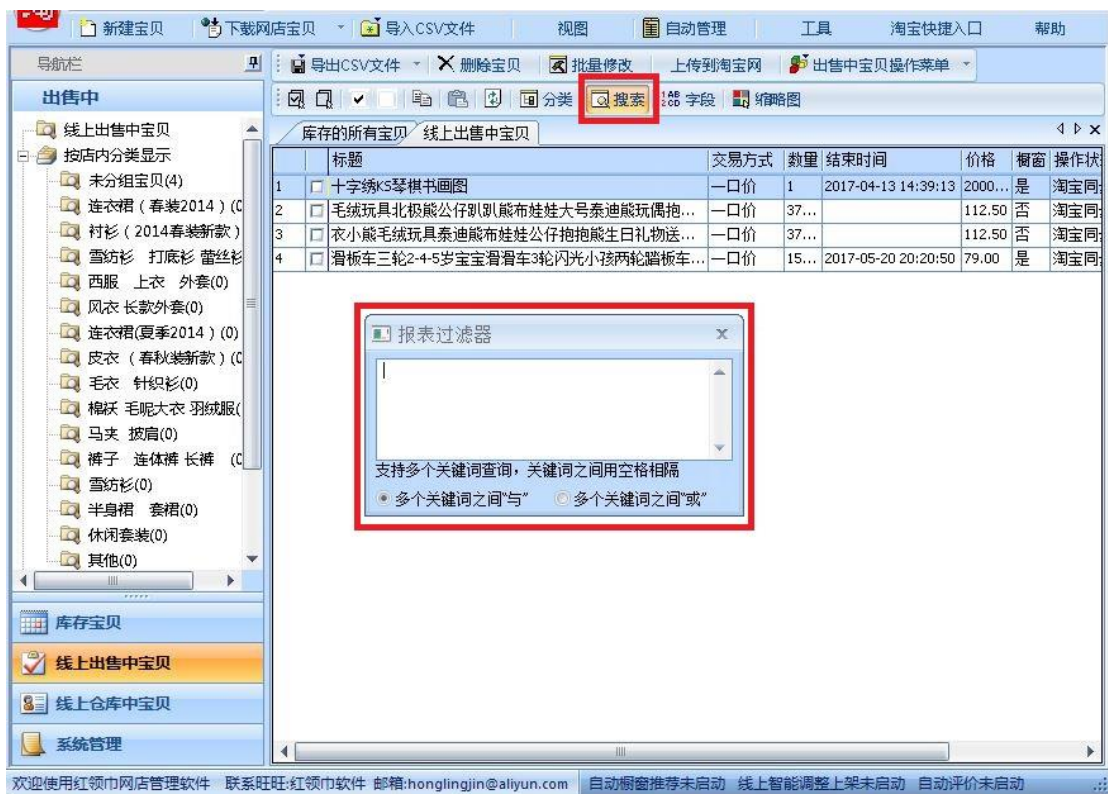 新建宝贝 下载网店宝贝 导入CSV文件 视图 自动管理 工具 淘宝快捷入口 帮助
导航栏
导出CSV文件 删除宝贝 批量修改 上传到淘宝网 出售中宝贝操作菜单
出售中
分类 搜索 字段 缩略图
线上出售中宝贝
按店内分类显示
未分组宝贝(4)
连衣裙（春装2014）(0
衬衫（2014春装新款）
雪纺衫 打底衫 蕾丝衫
西服 上衣 外套(0)
风衣 长款外套(0)
连衣裙(夏季2014）(0)
皮衣 （春秋装新款）(0
毛衣 针织衫(0)
棉袄 毛呢大衣 羽绒服(
马夹 披肩(0)
裤子 连体裤 长裤 (0
雪纺衫(0)
半身裙 套裙(0)
休闲套装(0)
其他(0)
库存宝贝
线上出售中宝贝
线上仓库中宝贝
系统管理
库存的所有宝贝 线上出售中宝贝
标题 交易方式 数量 结束时间 价格 橱窗 操作状
1 十字绣KS琴棋书画图 一口价 1 2017-04-13 14:39:13 2000... 是 淘宝同
2 毛绒玩具北极熊公仔趴趴熊布娃娃大号泰迪熊玩偶抱... 一口价 37... 112.50 否 淘宝同
3 衣小熊毛绒玩具泰迪熊布娃娃公仔抱抱熊生日礼物送... 一口价 37... 112.50 否 淘宝同
4 滑板车三轮2-4-5岁宝宝滑滑车3轮闪光小孩两轮踏板车... 一口价 15... 2017-05-20 20:20:50 79.00 是 淘宝同
报表过滤器 x
支持多个关键词查询，关键词之间用空格相隔
多个关键词之间"与" 多个关键词之间"或"
欢迎使用红领巾网店管理软件 联系旺旺:红领巾软件 邮箱:honglingjin@aliyun.com 自动橱窗推荐未启动 线上智能调整上架未启动 自动评价未启动